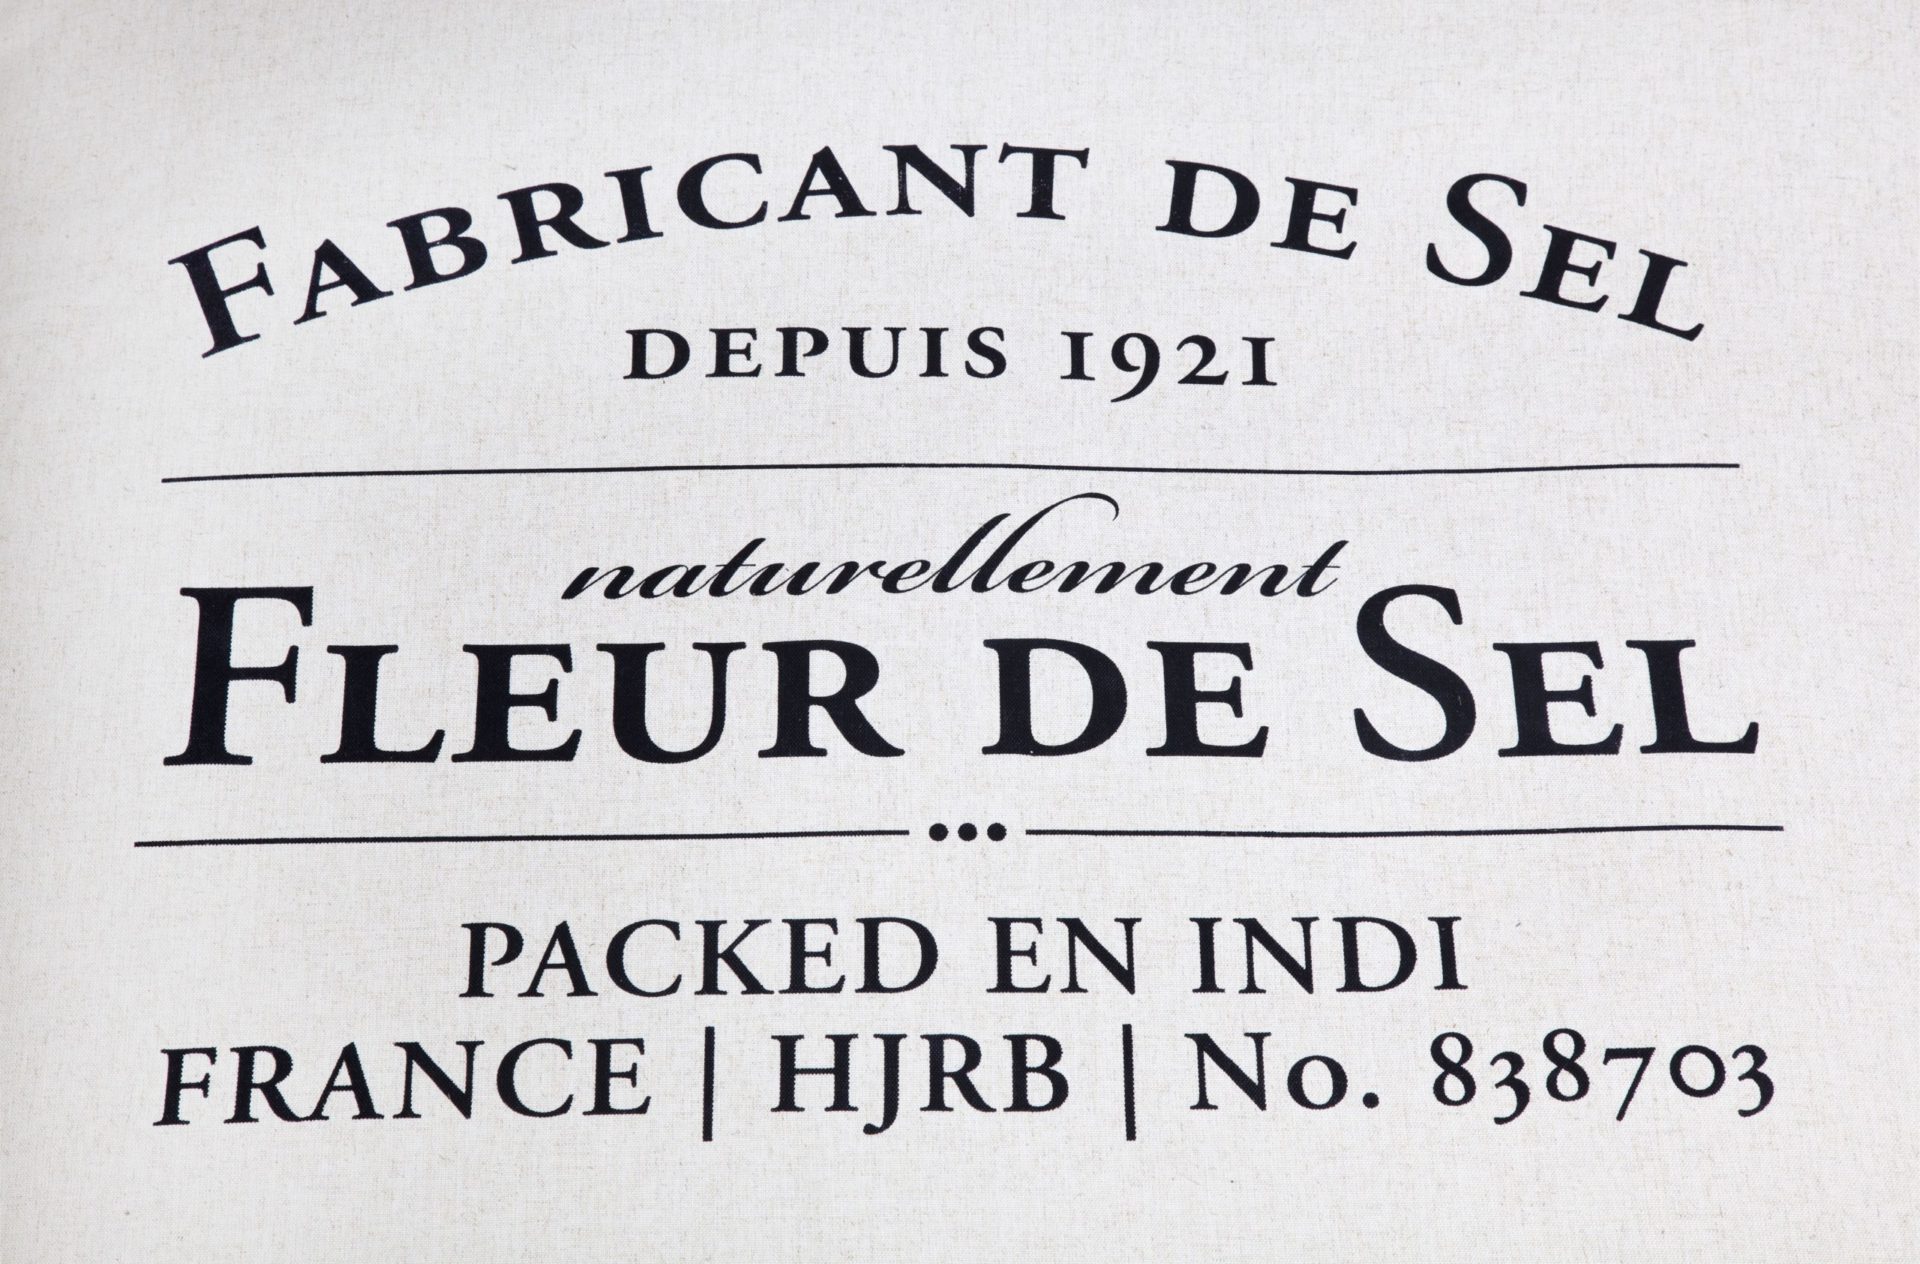 Fabricant de Sel
depuis 1921
naturellement
Fleur de Sel
PACKED EN INDI
FRANCE | HJRB | No. 838703